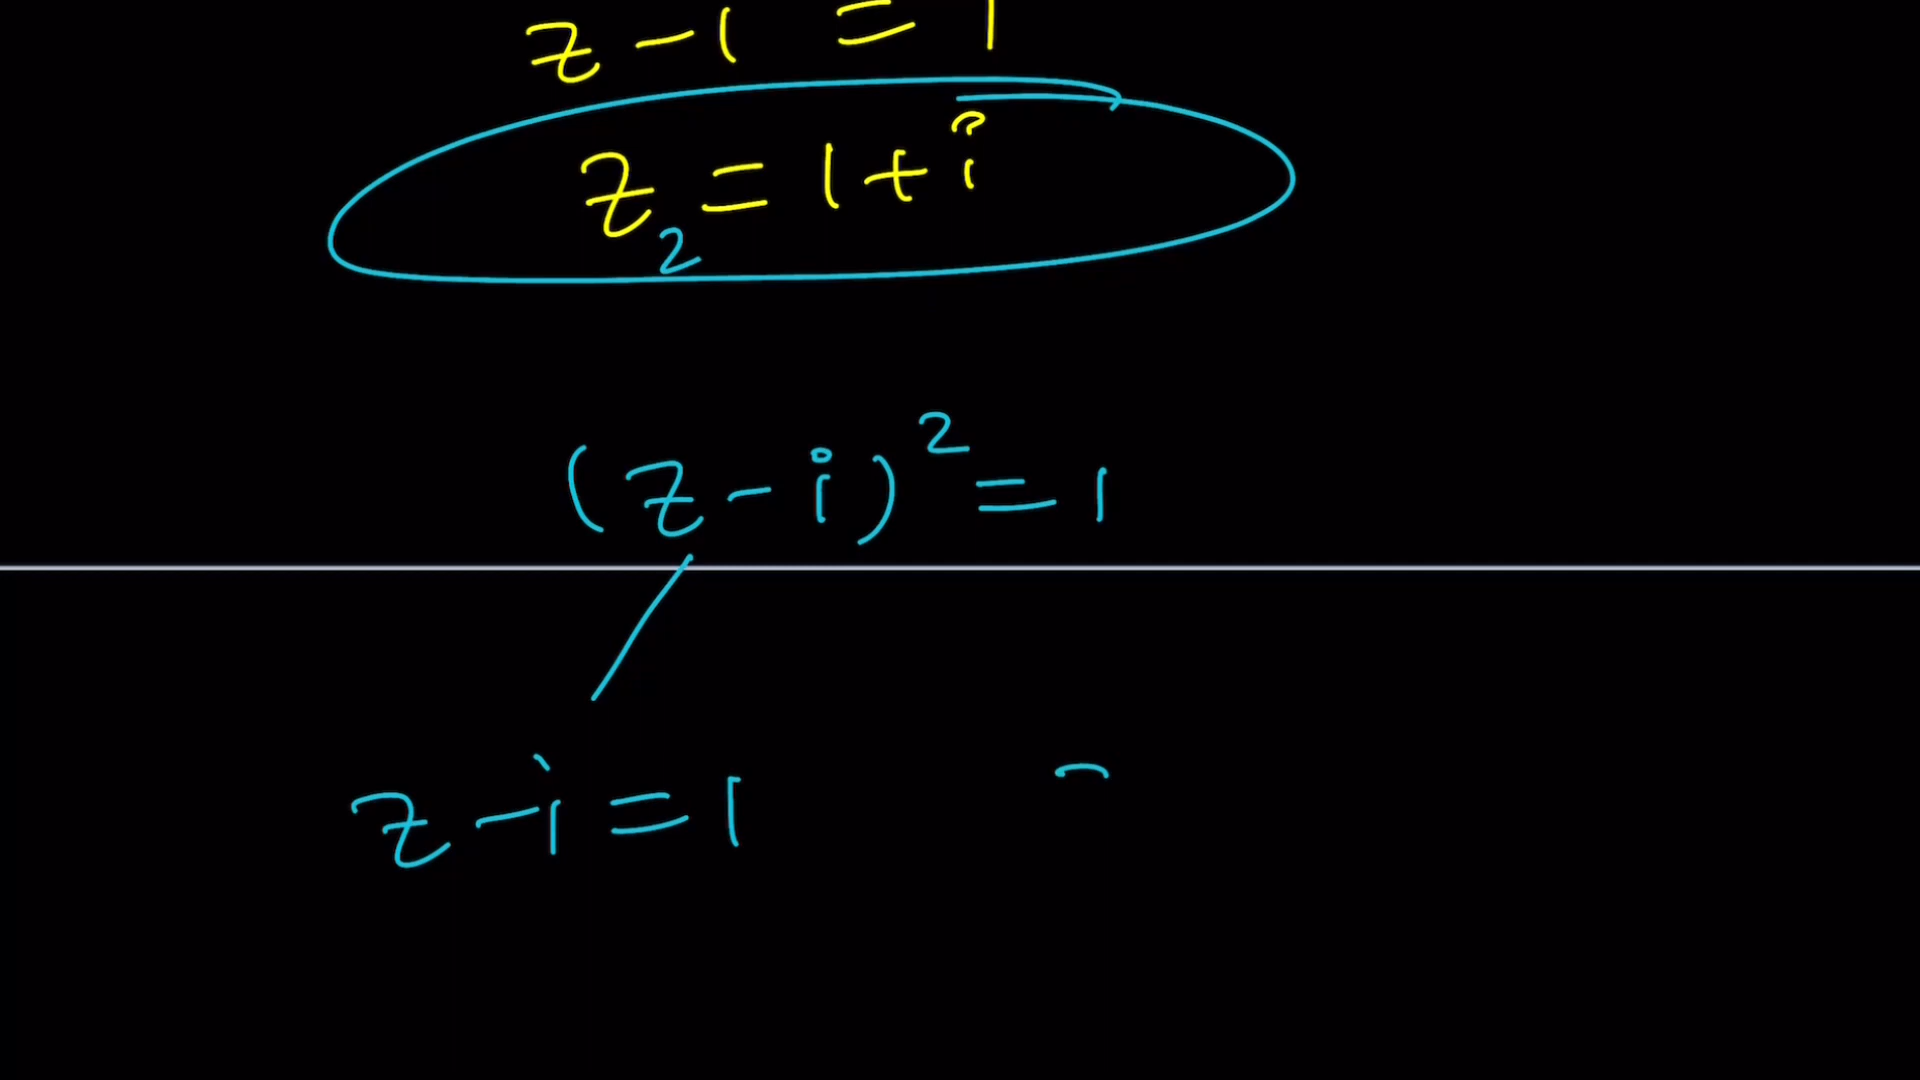 z - i = 1
z₂ = 1 + i
(z - i)² = 1
z - i = 1